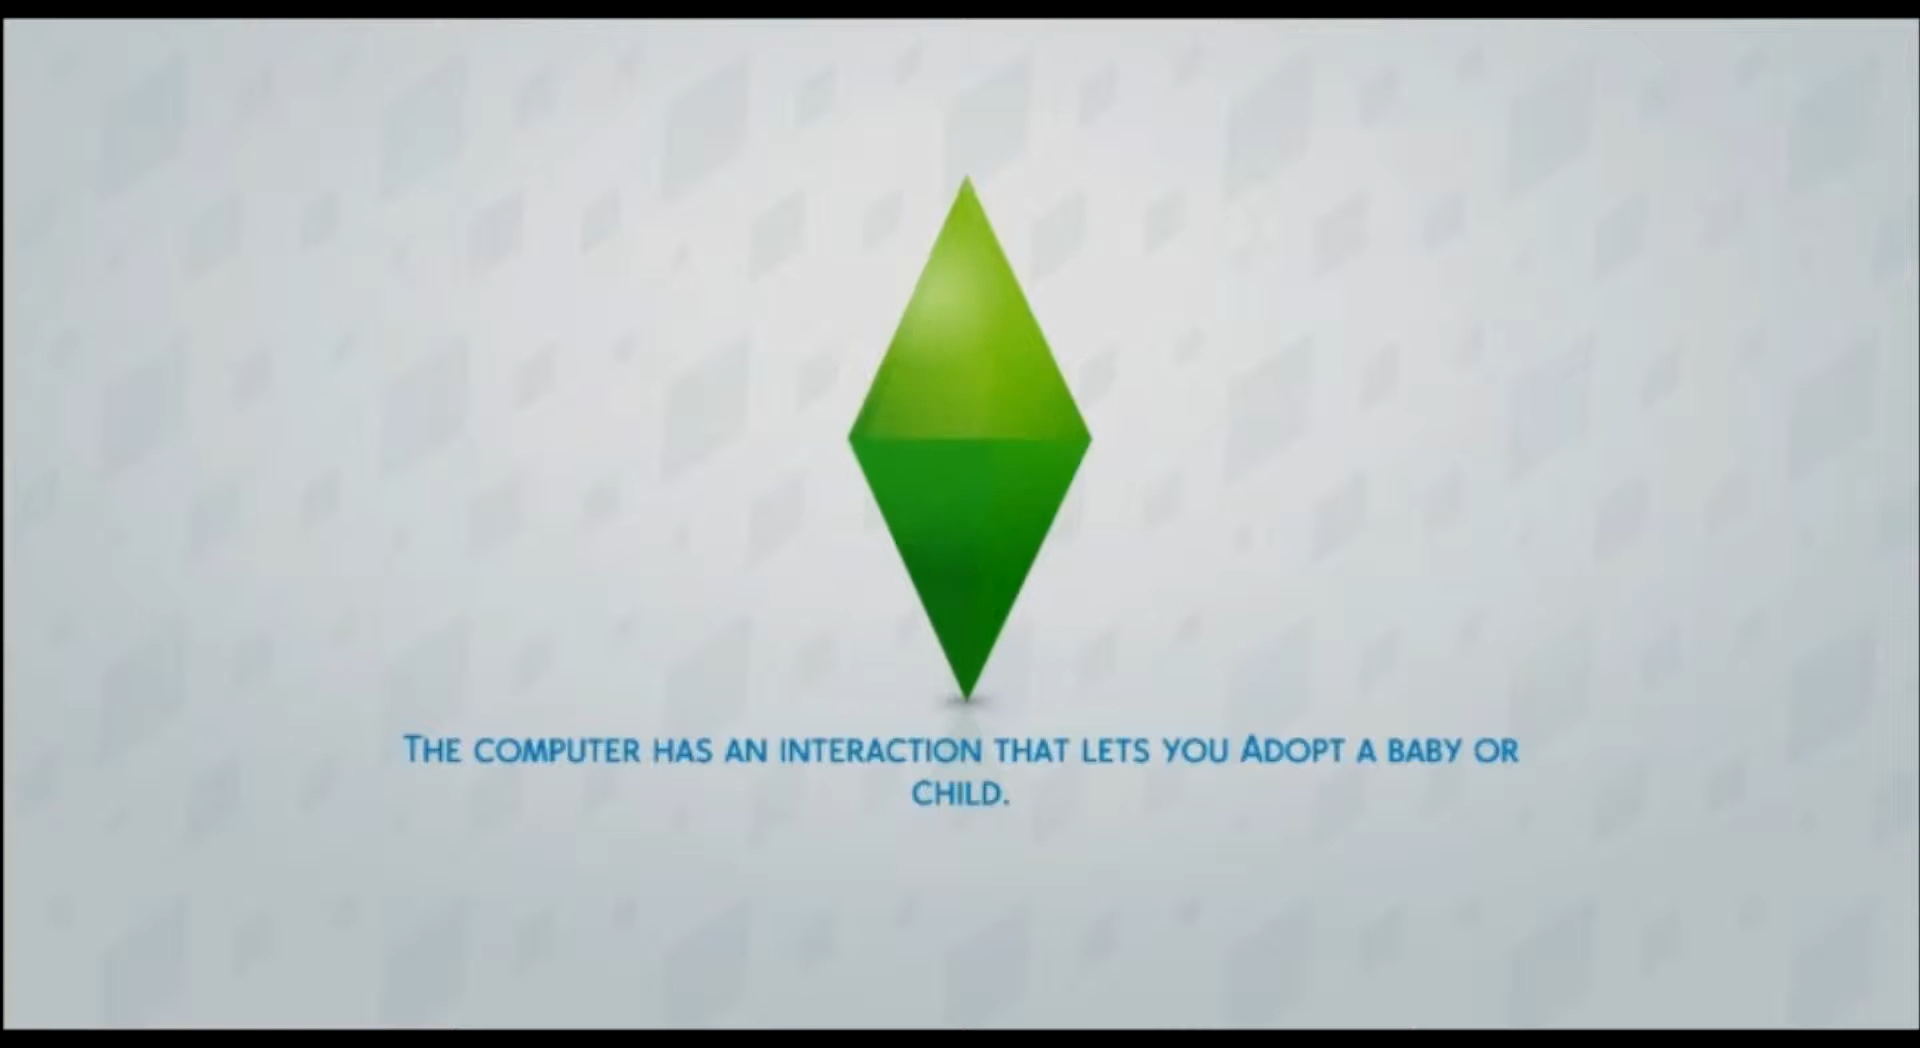 The computer has an interaction that lets you Adopt a baby or
child.